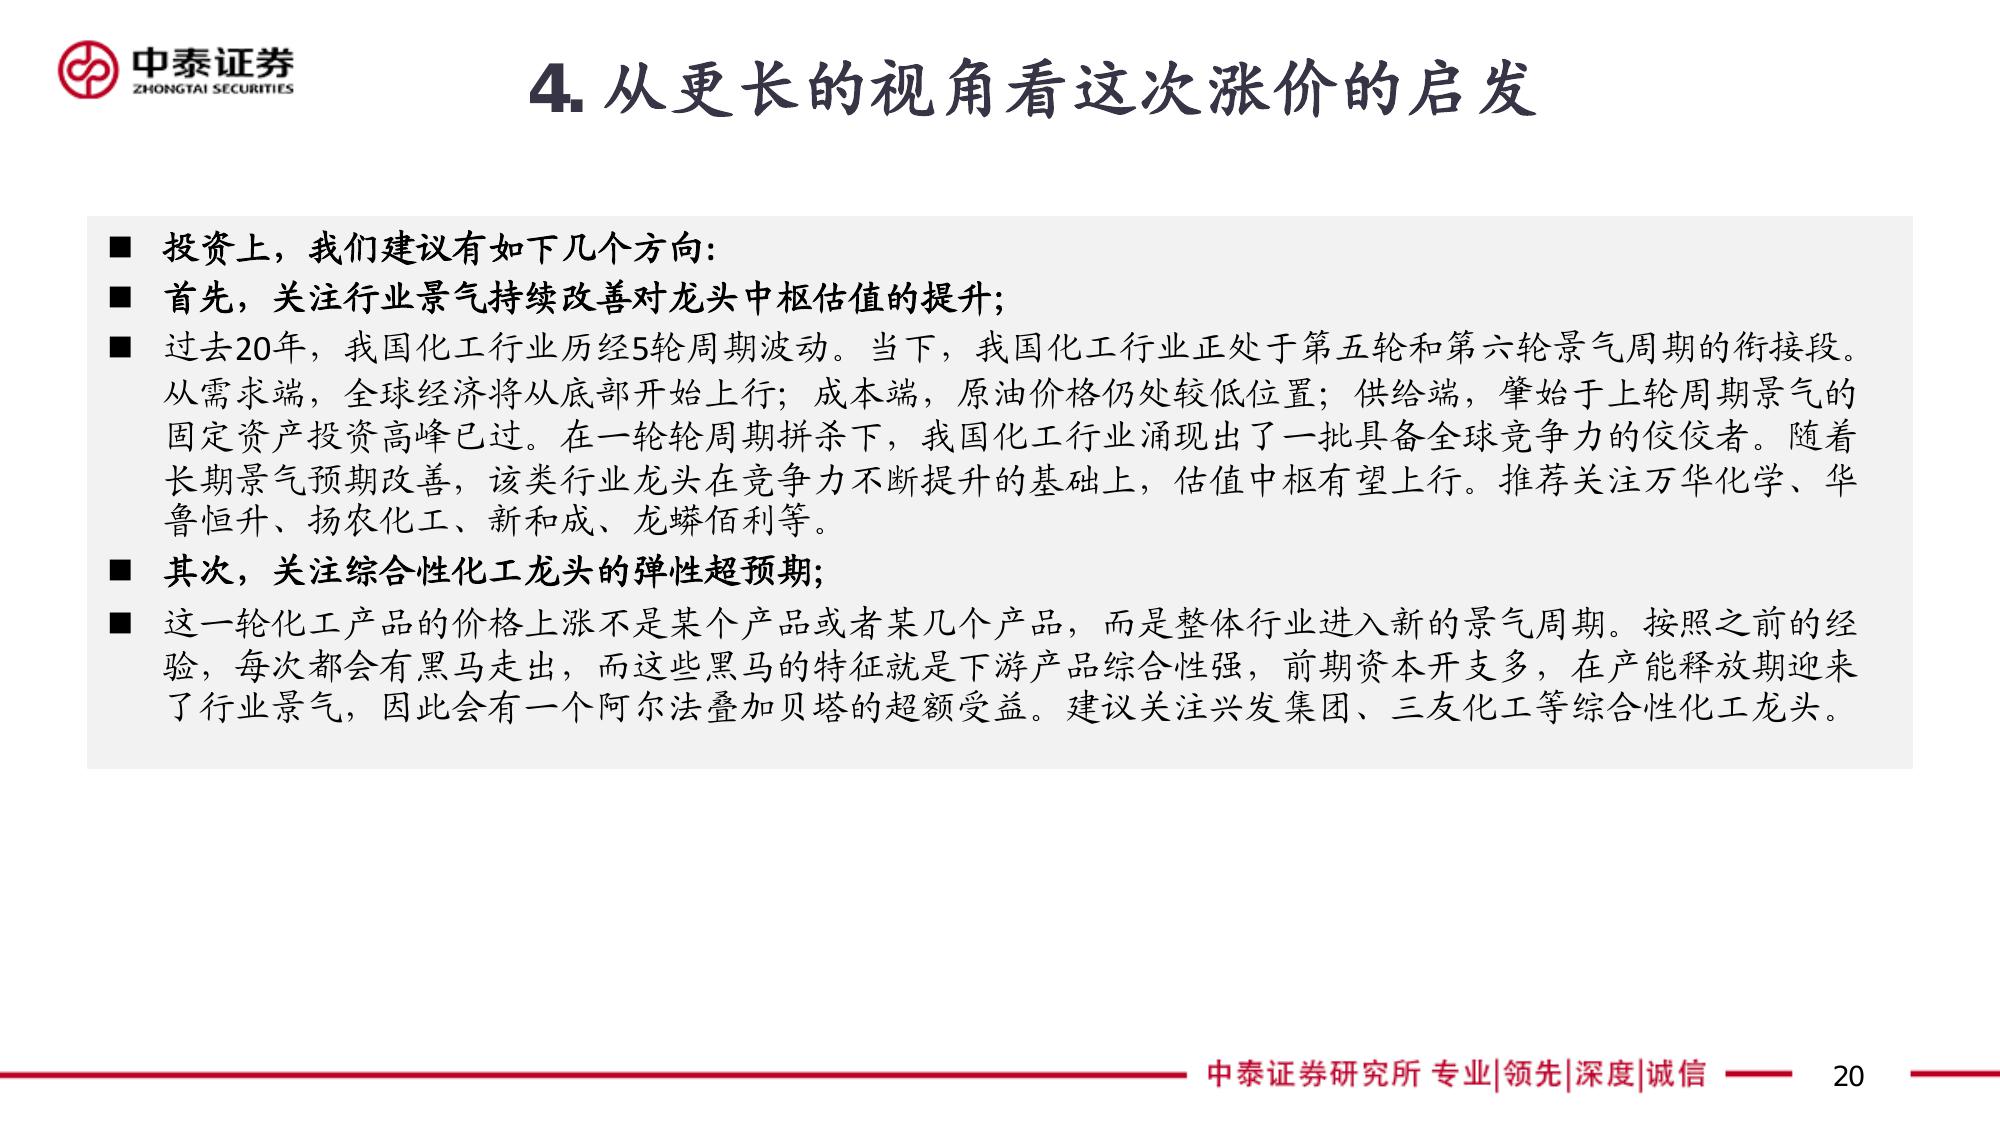 中泰证券
ZHONGTAI SECURITIES
4. 从更长的视角看这次涨价的启发
■ 投资上，我们建议有如下几个方向：
■ 首先，关注行业景气持续改善对龙头中枢估值的提升；
■ 过去20年，我国化工行业历经5轮周期波动。当下，我国化工行业正处于第五轮和第六轮景气周期的衔接段。
从需求端，全球经济将从底部开始上行；成本端，原油价格仍处较低位置；供给端，肇始于上轮周期景气的
固定资产投资高峰已过。在一轮轮周期拼杀下，我国化工行业涌现出了一批具备全球竞争力的佼佼者。随着
长期景气预期改善，该类行业龙头在竞争力不断提升的基础上，估值中枢有望上行。推荐关注万华化学、华
鲁恒升、扬农化工、新和成、龙蟒佰利等。
■ 其次，关注综合性化工龙头的弹性超预期；
■ 这一轮化工产品的价格上涨不是某个产品或者某几个产品，而是整体行业进入新的景气周期。按照之前的经
验，每次都会有黑马走出，而这些黑马的特征就是下游产品综合性强，前期资本开支多，在产能释放期迎来
了行业景气，因此会有一个阿尔法叠加贝塔的超额受益。建议关注兴发集团、三友化工等综合性化工龙头。
中泰证券研究所 专业|领先|深度|诚信
20